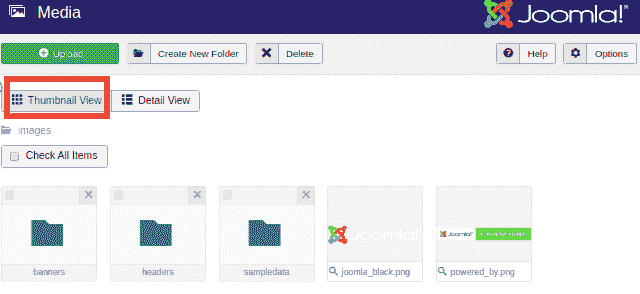 Media
Joomla!®
Upload
Create New Folder
Delete
Help
Options
Thumbnail View
Detail View
images
Check All Items
banners
headers
sampledata
Joomla!
joomla_black.png
Joomla!
powered_by.png